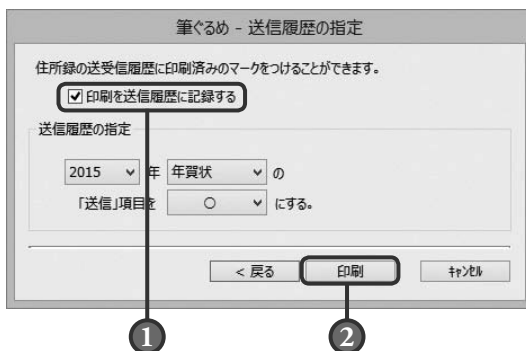 筆ぐるめ - 送信履歴の指定
住所録の送受信履歴に印刷済みのマークをつけることができます。
印刷を送信履歴に記録する
送信履歴の指定
2015 年 年賀状 の
「送信」項目を ○ にする。
< 戻る 印刷 ｷｬﾝｾﾙ
1 2